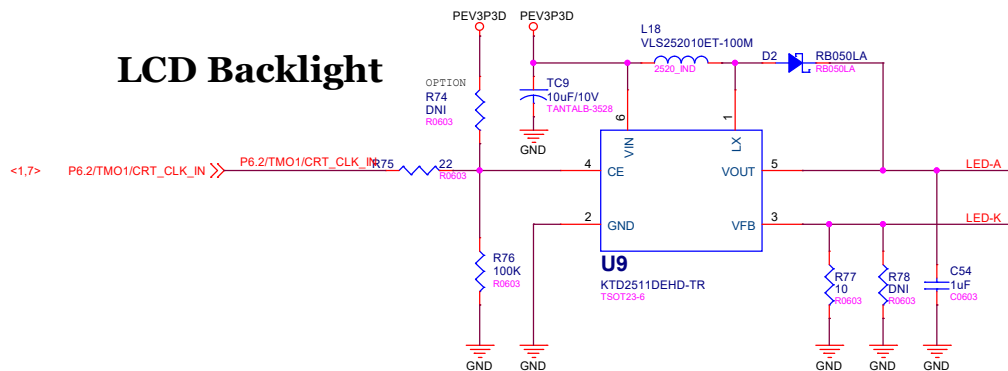 PEV3P3D
PEV3P3D
LCD Backlight
L18
VLS252010ET-100M
2520_IND
D2
RB050LA
RB050LA
OPTION
R74
DNI
R0603
TC9
10uF/10V
TANTALB-3528
GND
6
1
VIN
LX
<1,7>
P6.2/TMO1/CRT_CLK_IN
P6.2/TMO1/CRT_CLK_IN
R75
22
R0603
4
CE
VOUT
5
LED-A
2
GND
VFB
3
LED-K
U9
KTD2511DEHD-TR
TSOT23-6
R76
100K
R0603
R77
10
R0603
R78
DNI
R0603
C54
1uF
C0603
GND
GND
GND
GND
GND